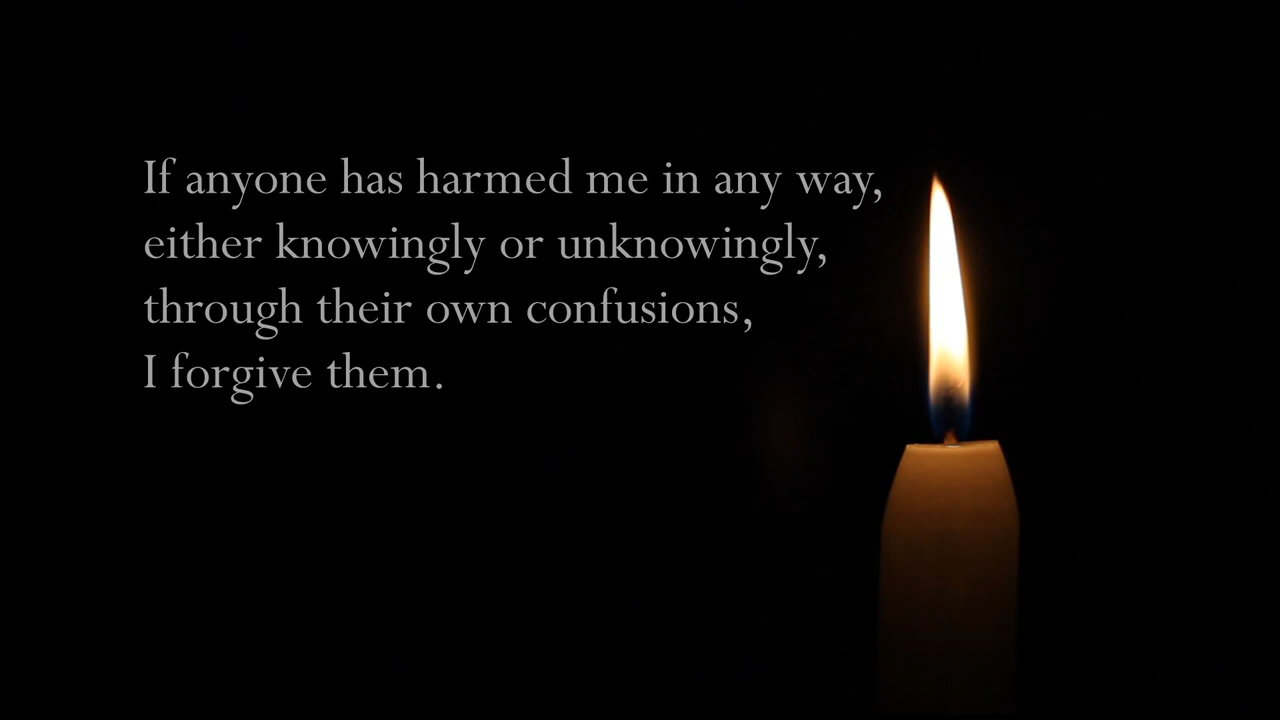 If anyone has harmed me in any way,
either knowingly or unknowingly,
through their own confusions,
I forgive them.